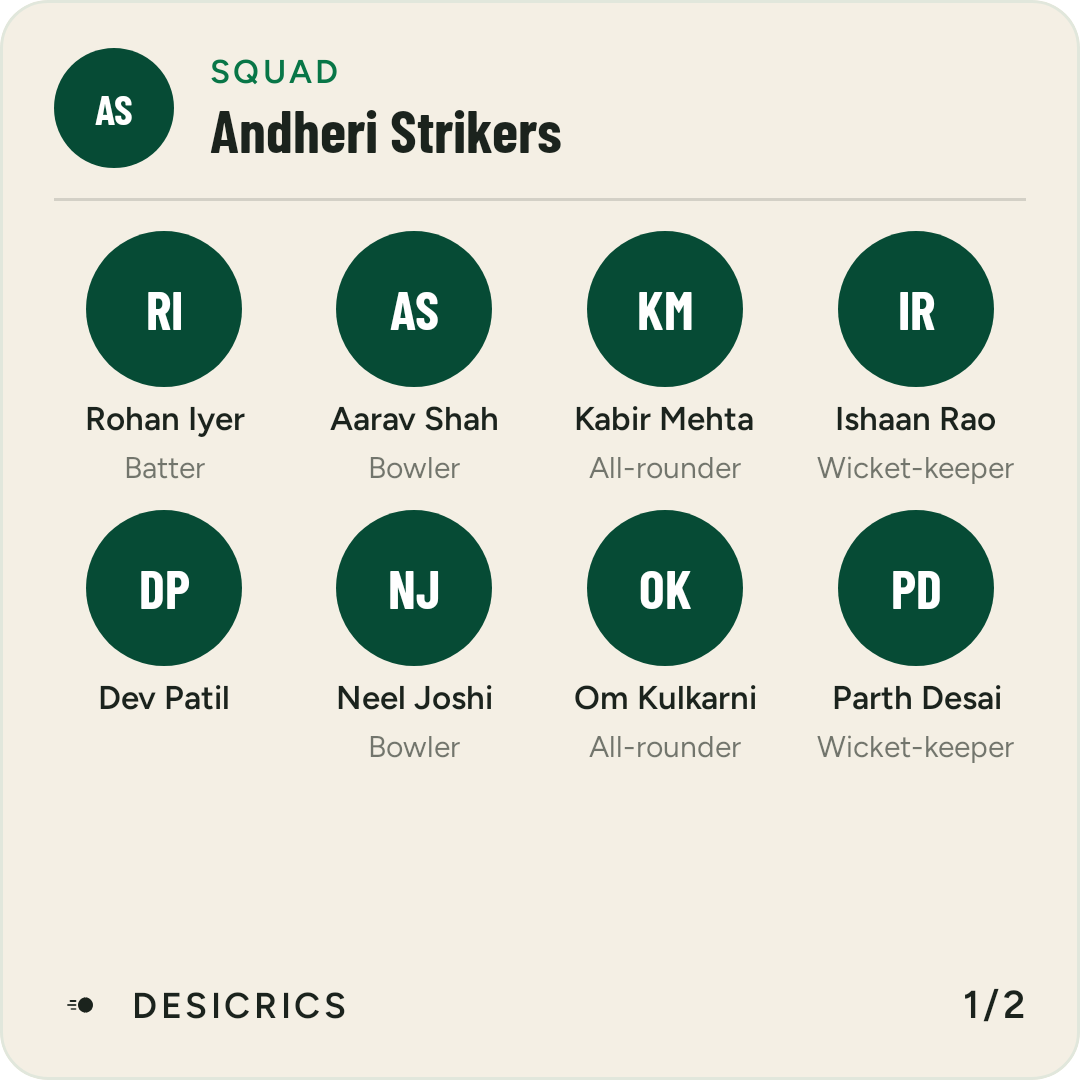 AS
SQUAD
Andheri Strikers
RI
AS
KM
IR
Rohan Iyer
Aarav Shah
Kabir Mehta
Ishaan Rao
Batter
Bowler
All-rounder
Wicket-keeper
DP
NJ
OK
PD
Dev Patil
Neel Joshi
Om Kulkarni
Parth Desai
Bowler
All-rounder
Wicket-keeper
DESICRICS
1/2